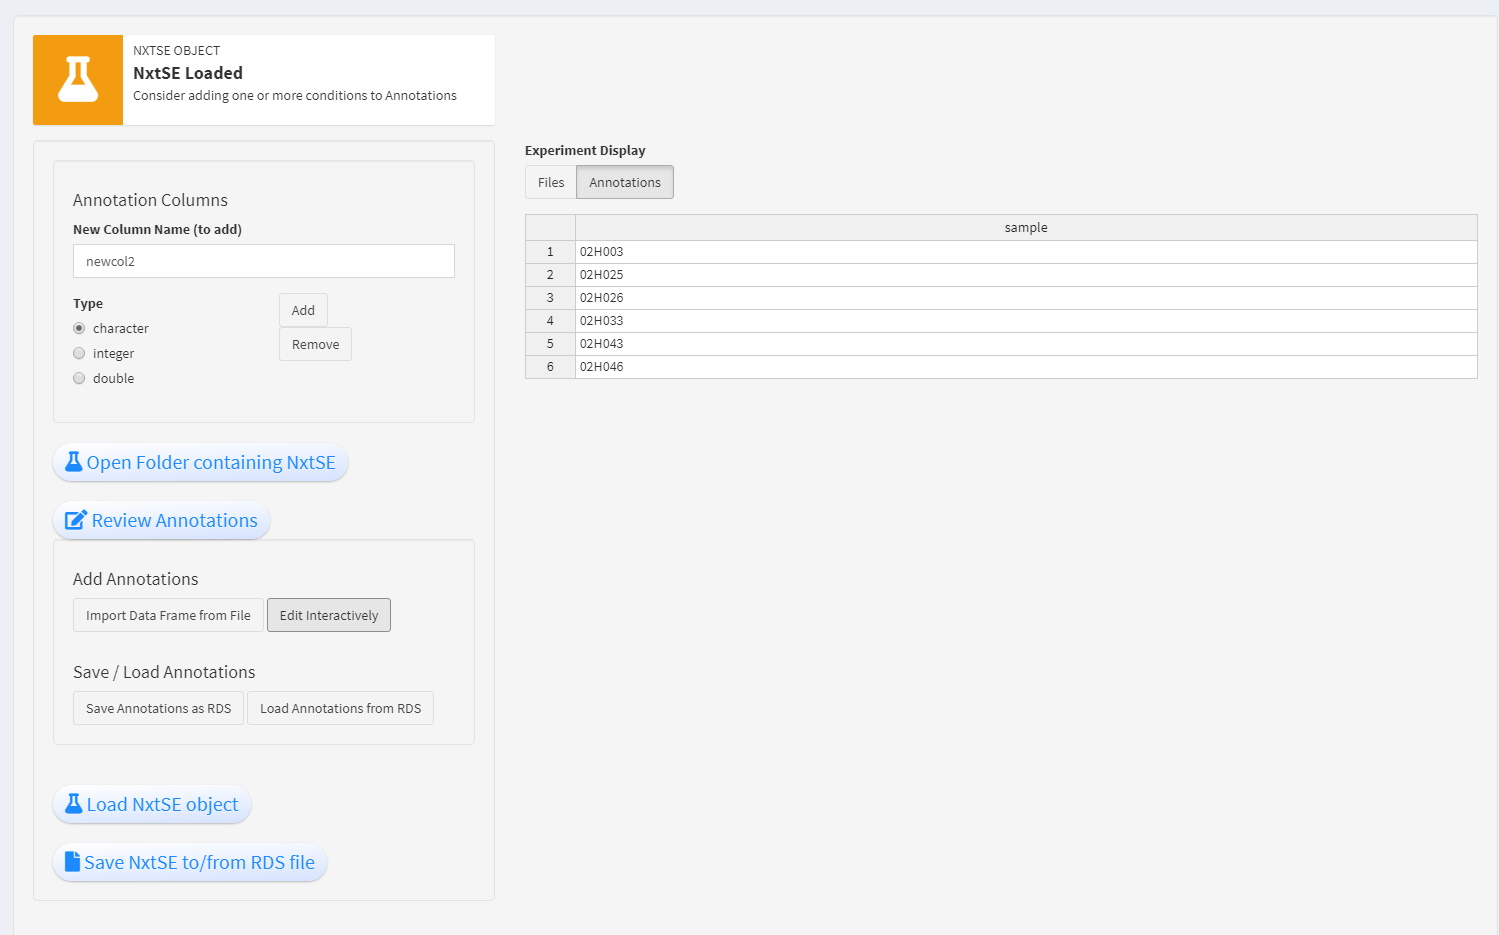 NXTSE OBJECT
NxtSE Loaded
Consider adding one or more conditions to Annotations
Annotation Columns
New Column Name (to add)
newcol2
Type
character
integer
double
Add
Remove
Open Folder containing NxtSE
Review Annotations
Add Annotations
Import Data Frame from File Edit Interactively
Save / Load Annotations
Save Annotations as RDS Load Annotations from RDS
Load NxtSE object
Save NxtSE to/from RDS file
Experiment Display
Files Annotations
sample
1 02H003
2 02H025
3 02H026
4 02H033
5 02H043
6 02H046